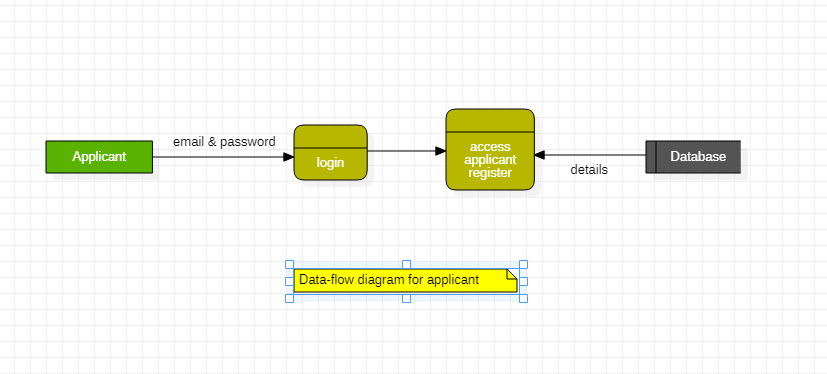 email & password
Applicant
login
access
applicant
register
Database
details
Data-flow diagram for applicant